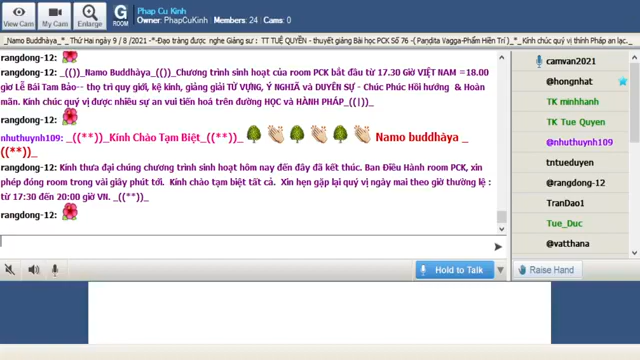 View Cam
My Cam
Enlarge
G
ROOM
Phap Cu Kinh
Owner: PhapCuKinh Members: 24 Cams: 0
_Namo Buddhàya_*_ Thứ Hai ngày 9 / 8 /2021 -*-Đạo tràng được nghe Giảng sư : TT TUỆ QUYỀN – thuyết giảng Bài học PCK Số 76 –( Paṇḍita Vagga-Phẩm Hiền Trí )_*_ Kính chúc quý vị thính Pháp an lạc.
rangdong-12:
rangdong-12: _(())_Namo Buddhàya_(())_Chương trình sinh hoạt của room PCK bắt đầu từ 17.30 Giờ VIỆT NAM =18.00
giờ Lễ Bái Tam Bảo-- thọ trì quy giới, kệ kinh, giảng giải TỪ VỰNG, Ý NGHIÃ và DUYÊN SỰ - Chúc Phúc Hồi Hướng & Hoàn
mãn. Kính chúc quý vị được nhiều sự an vui tiến hoá trên đường HỌC và HÀNH PHÁP_((|)_
nhuthuynh109: _((**))_Kính Chào Tạm Biệt_((**))_ Namo buddhàya _
((**))_
rangdong-12: Kính thưa đại chúng chương trình sinh hoạt hôm nay đến đây đã kết thúc. Ban Điều Hành room PCK, xin
phép đóng room trong vài giây phút tới. Kính chào tạm biệt tất cả. Xin hẹn gặp lại quý vị ngày mai theo giờ thường lệ :
từ 17:30 đến 20:00 giờ VN. _((**))_
rangdong-12:
Hold to Talk
Raise Hand
camvan2021
@hongnhat
TK minhhanh
TK Tue Quyen
@nhuthuynh109
tntueduyen
@rangdong-12
TranDao1
Tue_Duc
@vatthana